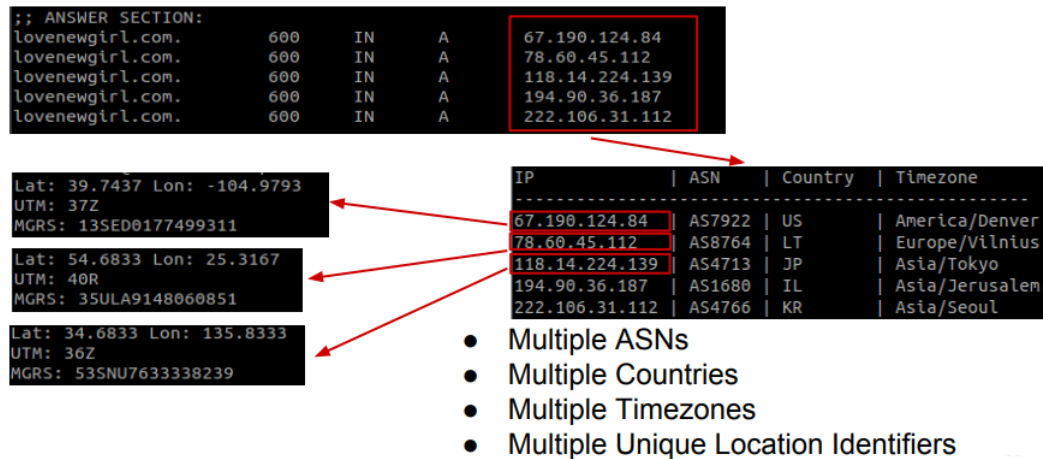 ;; ANSWER SECTION:
lovenewgirl.com. 600 IN A 67.190.124.84
lovenewgirl.com. 600 IN A 78.60.45.112
lovenewgirl.com. 600 IN A 118.14.224.139
lovenewgirl.com. 600 IN A 194.90.36.187
lovenewgirl.com. 600 IN A 222.106.31.112
Lat: 39.7437 Lon: -104.9793
UTM: 37Z
MGRS: 13SED0177499311
Lat: 54.6833 Lon: 25.3167
UTM: 40R
MGRS: 35ULA9148060851
Lat: 34.6833 Lon: 135.8333
UTM: 36Z
MGRS: 53SNU7633338239
IP | ASN | Country | Timezone
67.190.124.84 | AS7922 | US | America/Denver
78.60.45.112 | AS8764 | LT | Europe/Vilnius
118.14.224.139 | AS4713 | JP | Asia/Tokyo
194.90.36.187 | AS1680 | IL | Asia/Jerusalem
222.106.31.112 | AS4766 | KR | Asia/Seoul
● Multiple ASNs
● Multiple Countries
● Multiple Timezones
● Multiple Unique Location Identifiers